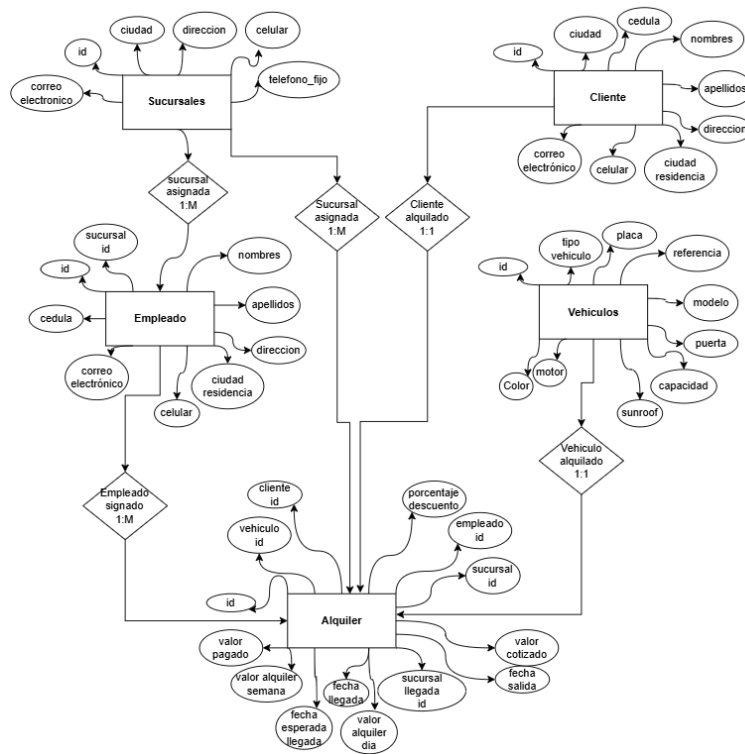 ciudad
direccion
celular
id
correo
electronico
Sucursales
telefono_fijo
cedula
ciudad
nombres
id
Cliente
apellidos
direccion
correo
electrónico
celular
ciudad
residencia
sucursal
asignada
1:M
Sucursal
asignada
1:M
Cliente
alquilado
1:1
sucursal
id
nombres
id
cedula
Empleado
apellidos
direccion
correo
electrónico
celular
ciudad
residencia
tipo
vehiculo
placa
referencia
id
Vehiculos
modelo
puerta
capacidad
Color
motor
sunroof
Vehiculo
alquilado
1:1
Empleado
signado
1:M
cliente
id
porcentaje
descuento
vehiculo
id
empleado
id
sucursal
id
id
Alquiler
valor
pagado
valor alquiler
semana
fecha
esperada
llegada
fecha
llegada
valor
alquiler
dia
sucursal
llegada
id
valor
cotizado
fecha
salida